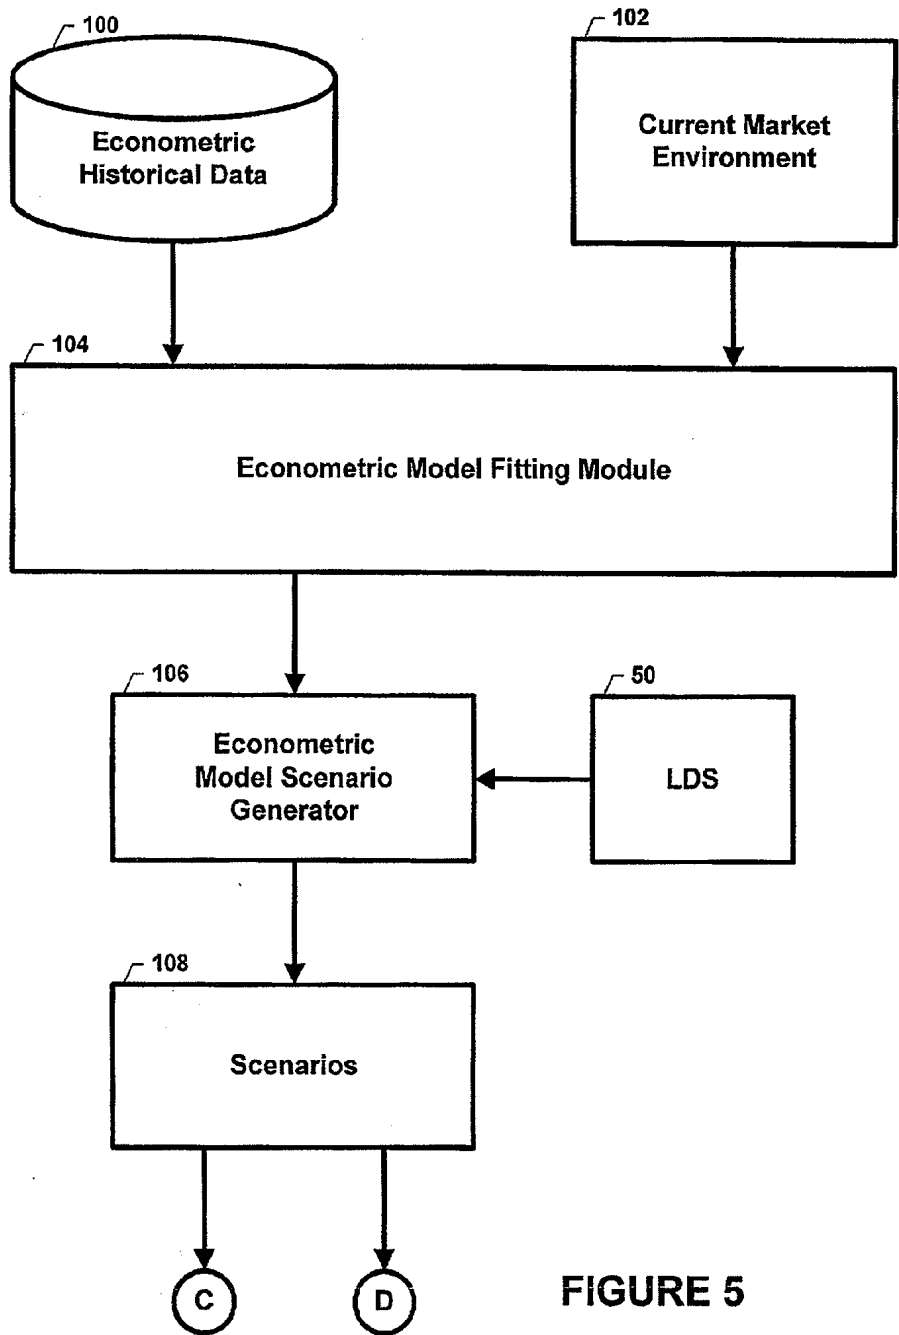 100
102
Econometric
Historical Data
Current Market
Environment
104
Econometric Model Fitting Module
106
50
Econometric
Model Scenario
Generator
LDS
108
Scenarios
C
D
FIGURE 5